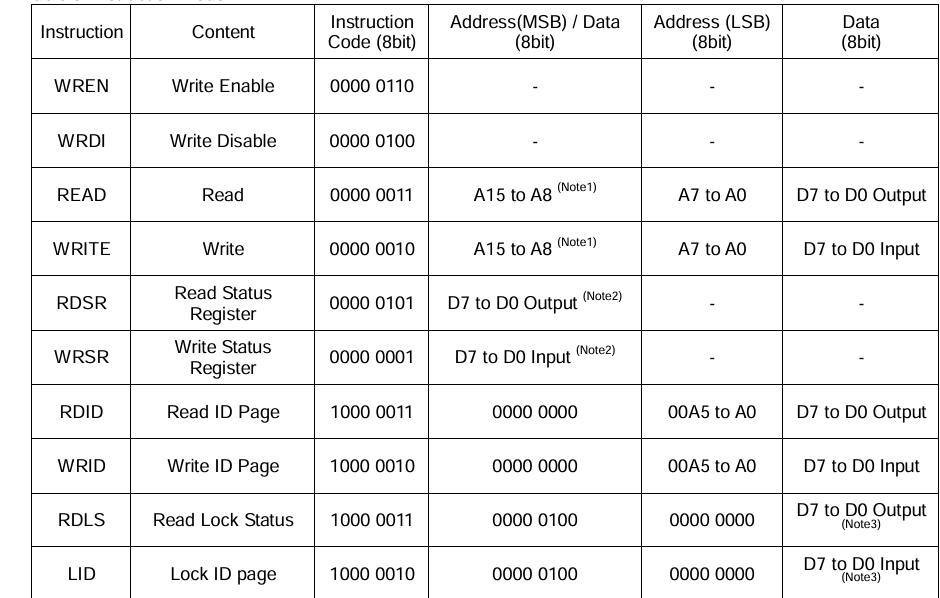 Instruction Content Instruction Code (8bit) Address(MSB) / Data (8bit) Address (LSB) (8bit) Data (8bit)
WREN Write Enable 0000 0110 - - -
WRDI Write Disable 0000 0100 - - -
READ Read 0000 0011 A15 to A8 (Note1) A7 to A0 D7 to D0 Output
WRITE Write 0000 0010 A15 to A8 (Note1) A7 to A0 D7 to D0 Input
RDSR Read Status Register 0000 0101 D7 to D0 Output (Note2) - -
WRSR Write Status Register 0000 0001 D7 to D0 Input (Note2) - -
RDID Read ID Page 1000 0011 0000 0000 00A5 to A0 D7 to D0 Output
WRID Write ID Page 1000 0010 0000 0000 00A5 to A0 D7 to D0 Input
RDLS Read Lock Status 1000 0011 0000 0100 0000 0000 D7 to D0 Output (Note3)
LID Lock ID page 1000 0010 0000 0100 0000 0000 D7 to D0 Input (Note3)